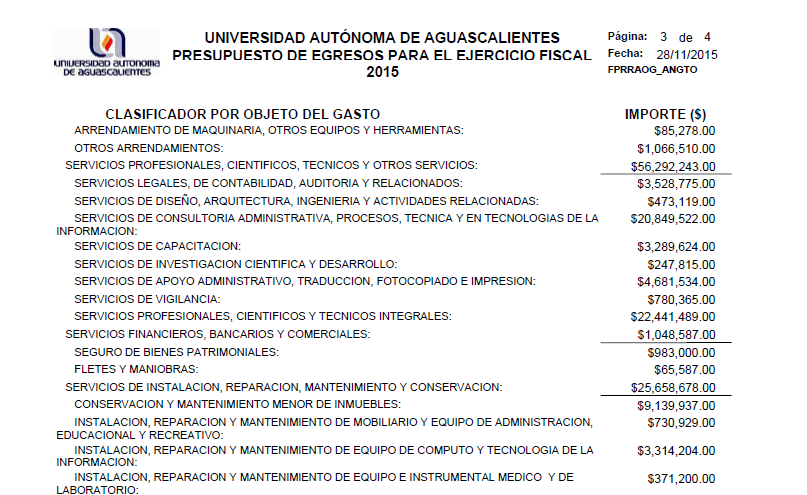 UNIVERSIDAD AUTONOMA
DE AGUASCALIENTES
UNIVERSIDAD AUTÓNOMA DE AGUASCALIENTES
PRESUPUESTO DE EGRESOS PARA EL EJERCICIO FISCAL
2015
Página: 3 de 4
Fecha: 28/11/2015
FPRRAOG_ANGTO
CLASIFICADOR POR OBJETO DEL GASTO IMPORTE ($)
ARRENDAMIENTO DE MAQUINARIA, OTROS EQUIPOS Y HERRAMIENTAS: $85,278.00
OTROS ARRENDAMIENTOS: $1,066,510.00
SERVICIOS PROFESIONALES, CIENTIFICOS, TECNICOS Y OTROS SERVICIOS: $56,292,243.00
SERVICIOS LEGALES, DE CONTABILIDAD, AUDITORIA Y RELACIONADOS: $3,528,775.00
SERVICIOS DE DISEÑO, ARQUITECTURA, INGENIERIA Y ACTIVIDADES RELACIONADAS: $473,119.00
SERVICIOS DE CONSULTORIA ADMINISTRATIVA, PROCESOS, TECNICA Y EN TECNOLOGIAS DE LA $20,849,522.00
INFORMACION:
SERVICIOS DE CAPACITACION: $3,289,624.00
SERVICIOS DE INVESTIGACION CIENTIFICA Y DESARROLLO: $247,815.00
SERVICIOS DE APOYO ADMINISTRATIVO, TRADUCCION, FOTOCOPIADO E IMPRESION: $4,681,534.00
SERVICIOS DE VIGILANCIA: $780,365.00
SERVICIOS PROFESIONALES, CIENTIFICOS Y TECNICOS INTEGRALES: $22,441,489.00
SERVICIOS FINANCIEROS, BANCARIOS Y COMERCIALES: $1,048,587.00
SEGURO DE BIENES PATRIMONIALES: $983,000.00
FLETES Y MANIOBRAS: $65,587.00
SERVICIOS DE INSTALACION, REPARACION, MANTENIMIENTO Y CONSERVACION: $25,658,678.00
CONSERVACION Y MANTENIMIENTO MENOR DE INMUEBLES: $9,139,937.00
INSTALACION, REPARACION Y MANTENIMIENTO DE MOBILIARIO Y EQUIPO DE ADMINISTRACION, $730,929.00
EDUCACIONAL Y RECREATIVO:
INSTALACION, REPARACION Y MANTENIMIENTO DE EQUIPO DE COMPUTO Y TECNOLOGIA DE LA $3,314,204.00
INFORMACION:
INSTALACION, REPARACION Y MANTENIMIENTO DE EQUIPO E INSTRUMENTAL MEDICO Y DE $371,200.00
LABORATORIO: